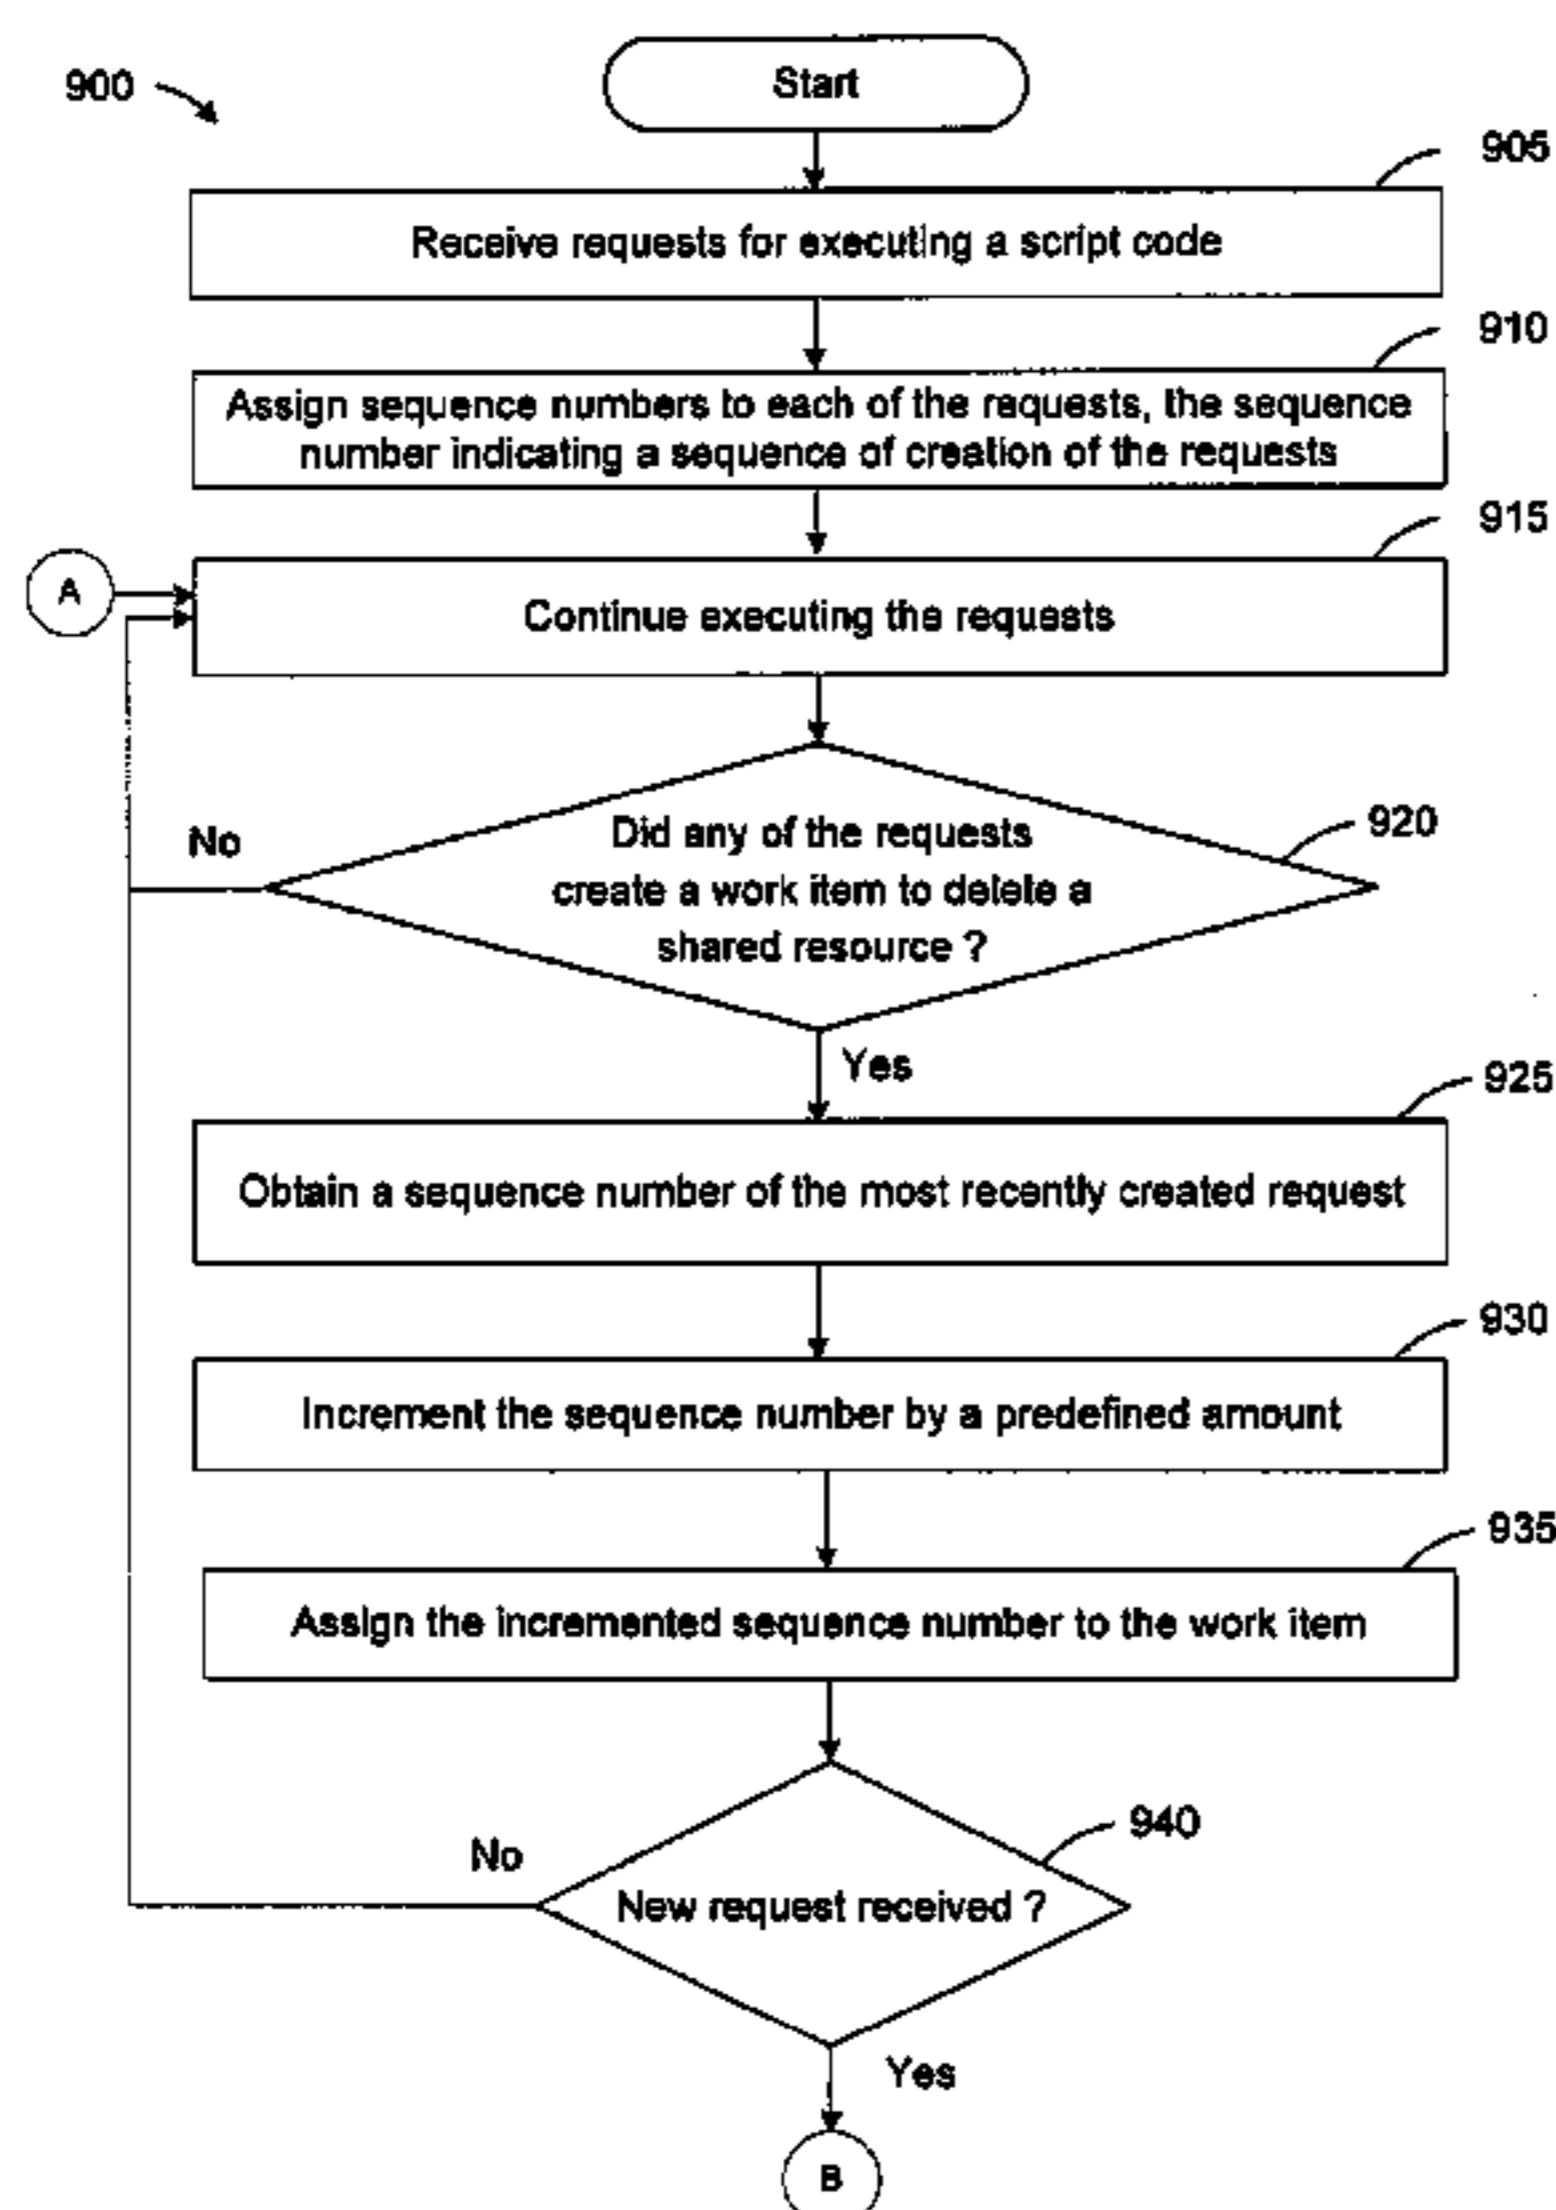 900
Start
905
Receive requests for executing a script code
910
Assign sequence numbers to each of the requests, the sequence
number indicating a sequence of creation of the requests
915
A
Continue executing the requests
920
No
Did any of the requests
create a work item to delete a
shared resource ?
Yes
925
Obtain a sequence number of the most recently created request
930
Increment the sequence number by a predefined amount
935
Assign the incremented sequence number to the work item
940
No
New request received ?
Yes
B